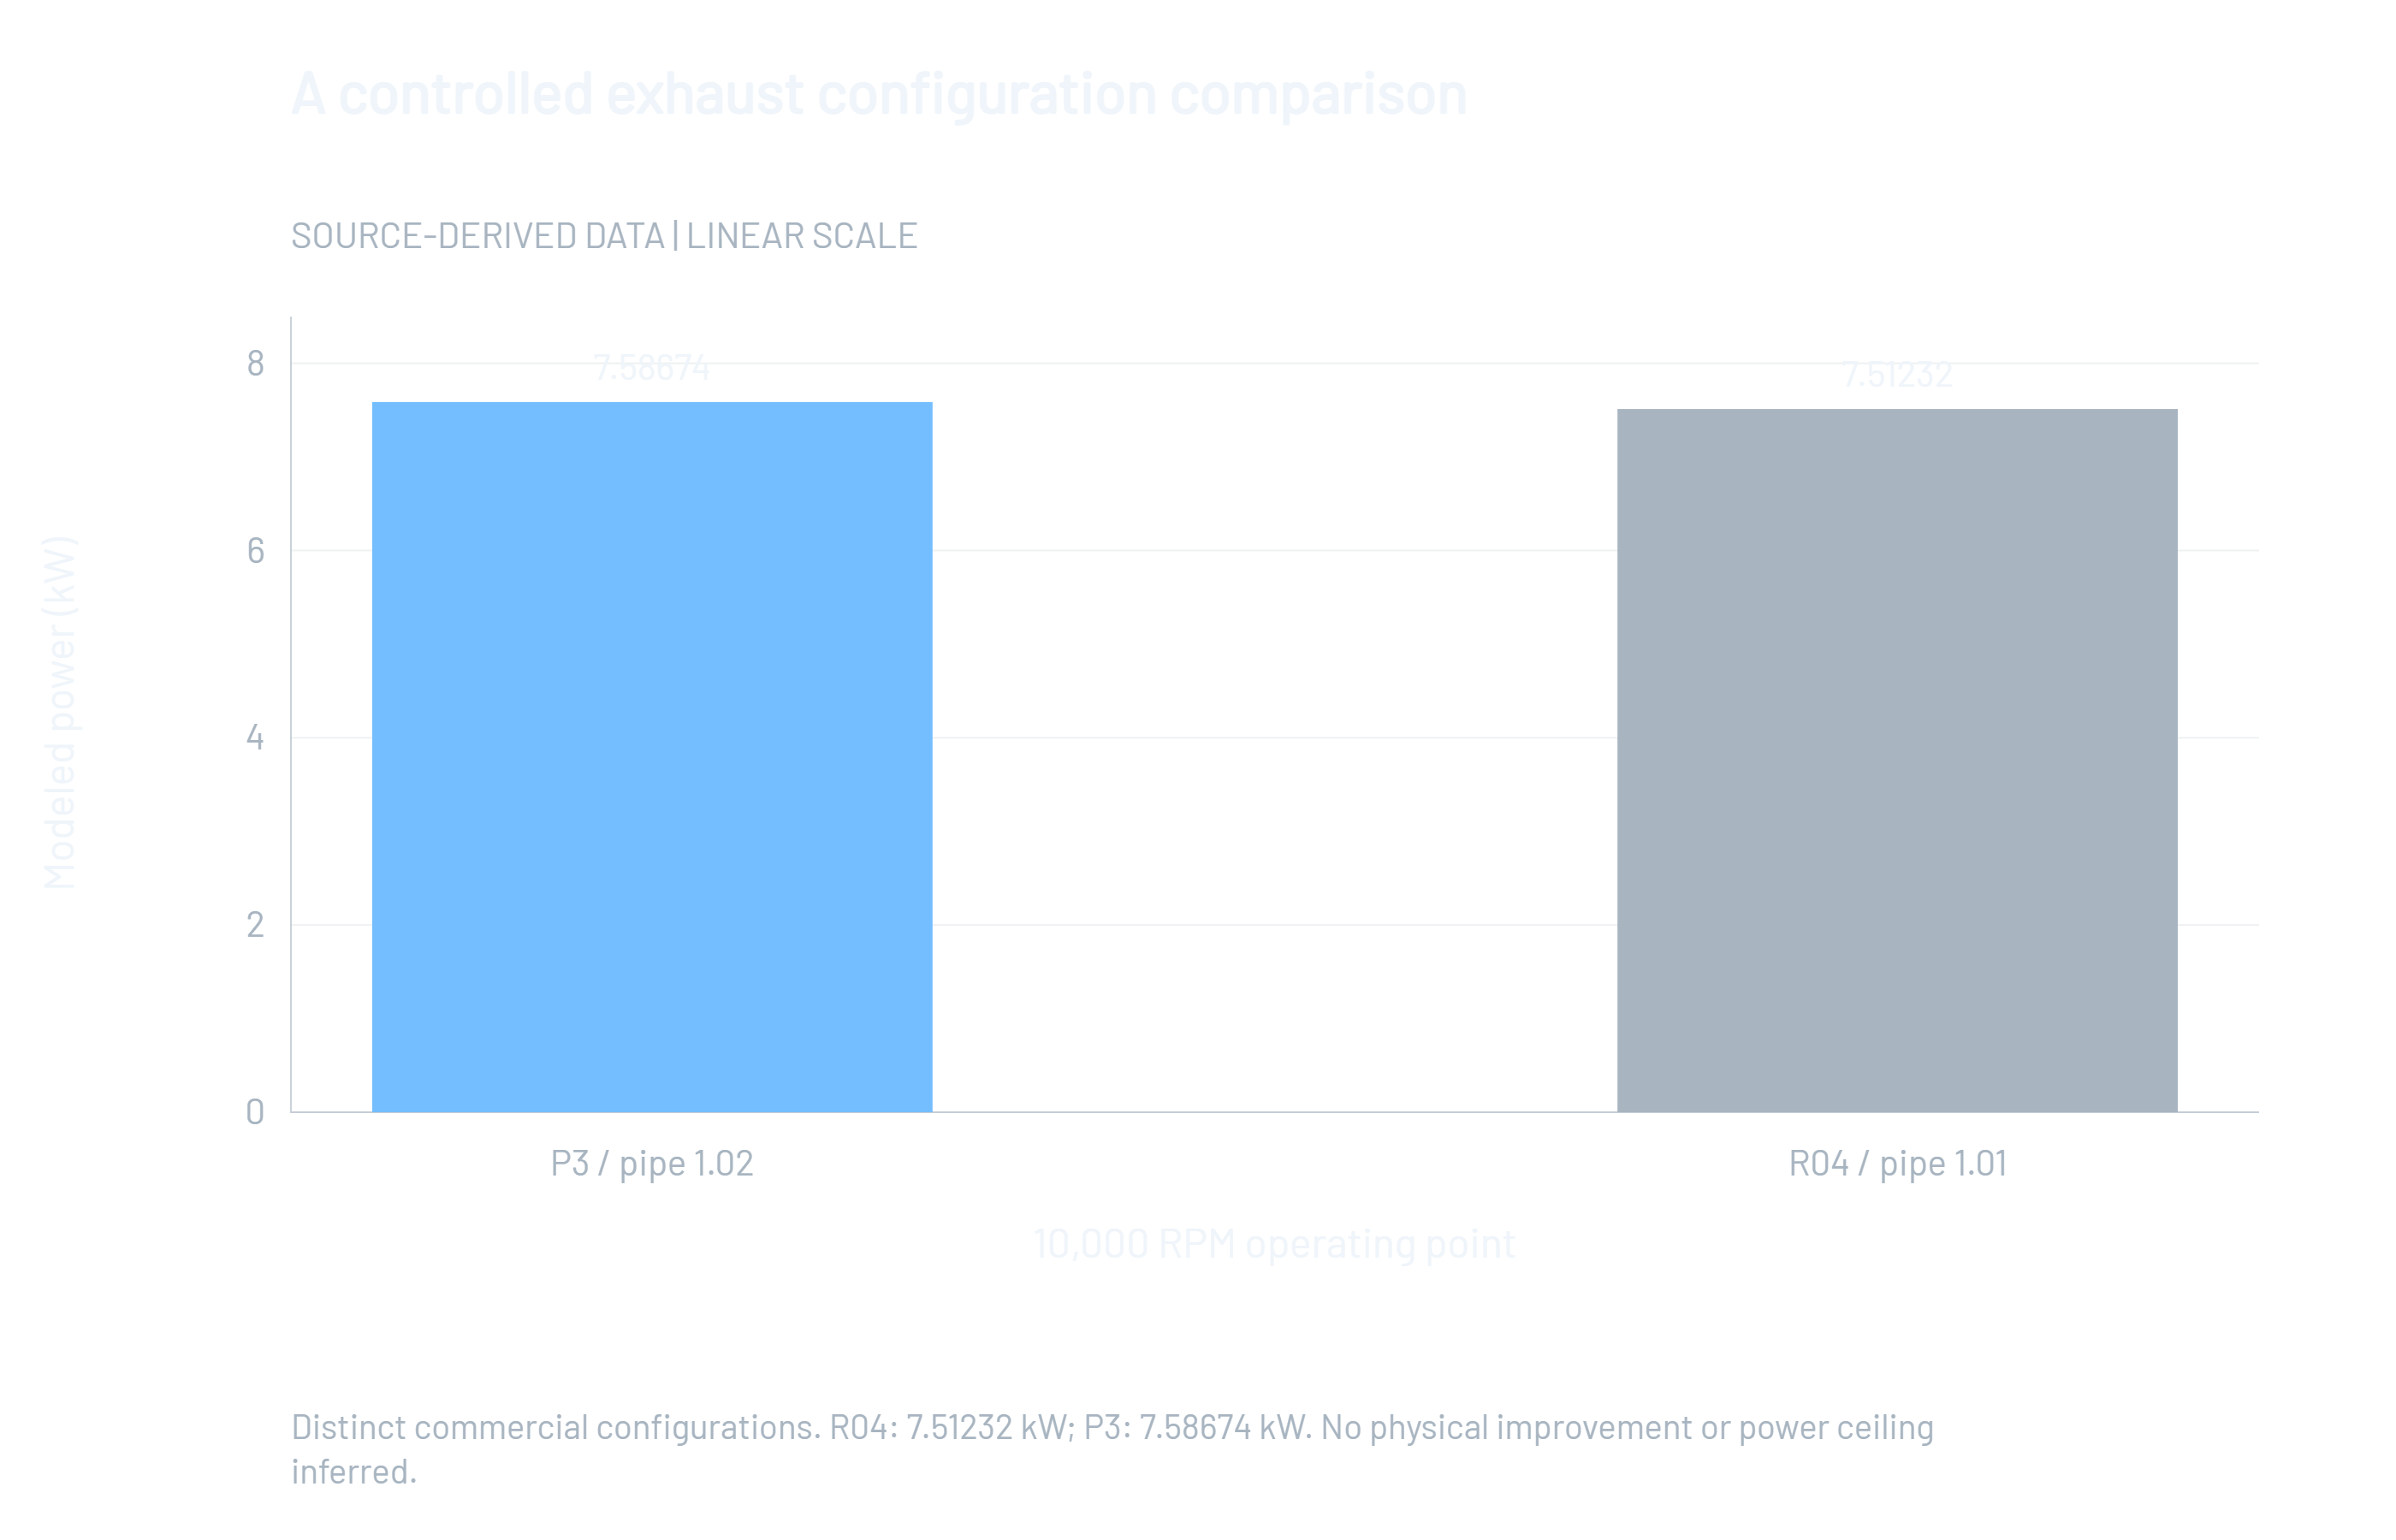 A controlled exhaust configuration comparison
SOURCE-DERIVED DATA | LINEAR SCALE
Modeled power (kW)
8
6
4
2
0
7.58674
7.51232
P3 / pipe 1.02
R04 / pipe 1.01
10,000 RPM operating point
Distinct commercial configurations. R04: 7.51232 kW; P3: 7.58674 kW. No physical improvement or power ceiling
inferred.